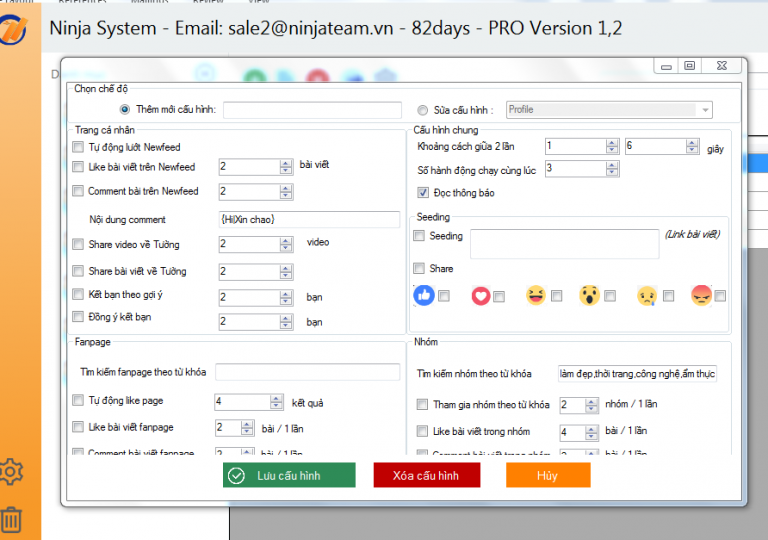 Ninja System - Email: sale2@ninjateam.vn - 82days - PRO Version 1,2
Chọn chế độ
Thêm mới cấu hình:
Sửa cấu hình :
Profile
Trang cá nhân
Tự động lướt Newfeed
Like bài viết trên Newfeed
2
bài viết
Comment bài trên Newfeed
2
Nội dung comment
{Hi|Xin chao}
Share video về Tường
2
video
Share bài viết về Tường
2
Kết bạn theo gợi ý
2
bạn
Đồng ý kết bạn
2
bạn
Cấu hình chung
Khoảng cách giữa 2 lần
1
6
giây
Số hành động chạy cùng lúc
3
Đọc thông báo
Seeding
Seeding
(Link bài viết)
Share
Fanpage
Tìm kiếm fanpage theo từ khóa
Tự động like page
4
kết quả
Like bài viết fanpage
2
bài / 1 lần
Comment bài viết fanpage
2
bài / 1 lần
Nhóm
Tìm kiếm nhóm theo từ khóa
làm đẹp,thời trang,công nghệ,ẩm thực
Tham gia nhóm theo từ khóa
2
nhóm / 1 lần
Like bài viết trong nhóm
4
bài / 1 lần
Comment bài viết trong nhóm
2
bài / 1 lần
Lưu cấu hình
Xóa cấu hình
Hủy